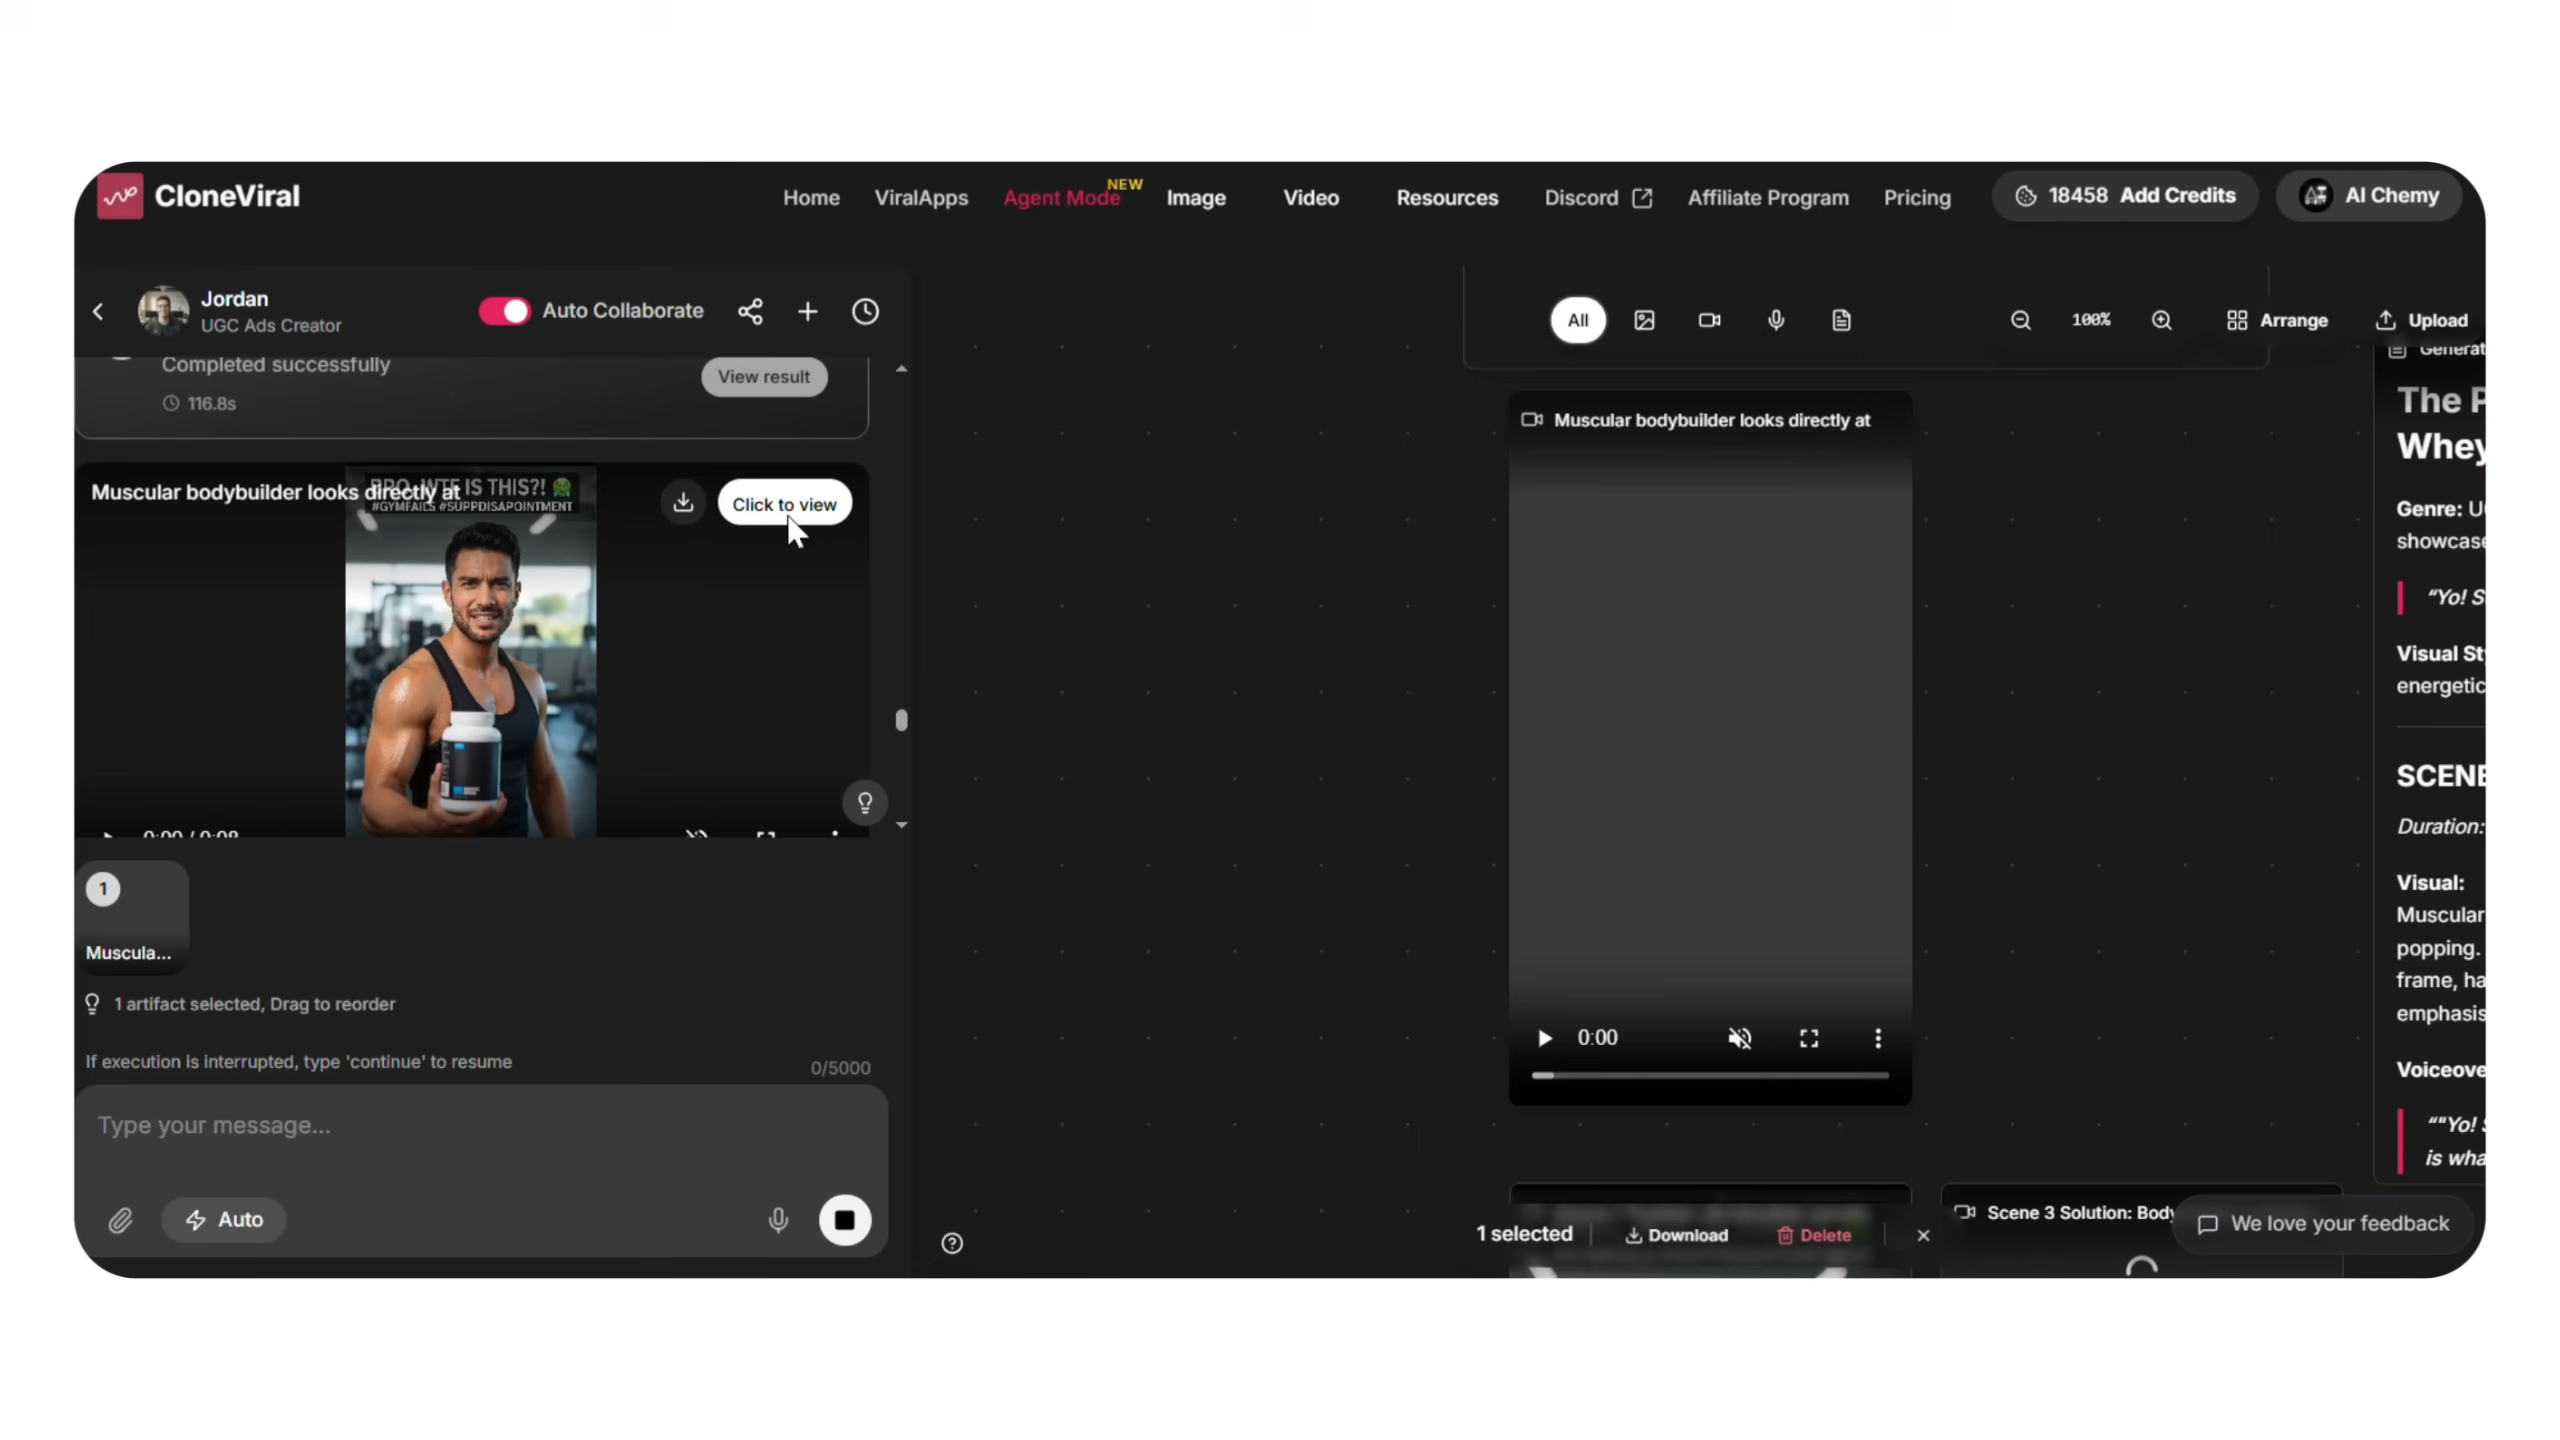 CloneViral
Home
ViralApps
Agent Mode
NEW
Image
Video
Resources
Discord
Affiliate Program
Pricing
18458 Add Credits
AI Chemy
Jordan
UGC Ads Creator
Auto Collaborate
Completed successfully
View result
116.8s
Muscular bodybuilder looks directly at
IS THIS?!
#GYMFAILS #SUPPDISAPOINTMENT
Click to view
0:00 / 0:08
1
Muscula...
1 artifact selected, Drag to reorder
If execution is interrupted, type 'continue' to resume
0/5000
Type your message...
Auto
All
100%
Arrange
Upload
Muscular bodybuilder looks directly at
0:00
1 selected
Download
Delete
Scene 3 Solution: Body
We love your feedback
Generat
The P
Whey
Genre: U
showcase
“Yo! S
Visual St
energetic
SCENE
Duration:
Visual:
Muscular
popping.
frame, ha
emphasis
Voiceove
““Yo! S
is wha